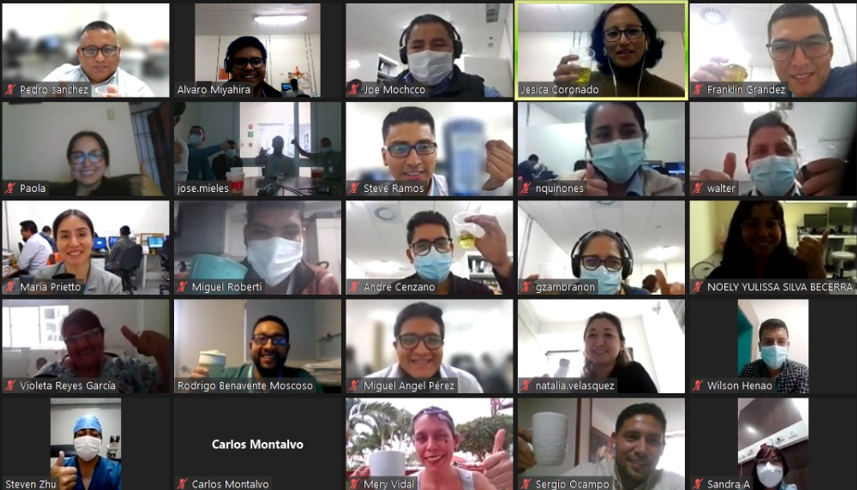 Pedro sanchez
Alvaro Miyahira
Joe Mochcco
Jesica Coronado
Franklin Grandez
Paola
jose.mieles
Steve Ramos
nquinones
walter
Maria Prietto
Miguel Roberti
André Cenzano
gzambranon
NOELY YULISSA SILVA BECERRA
Violeta Reyes García
Rodrigo Benavente Moscoso
Miguel Angel Pérez
natalia.velasquez
Wilson Henao
Steven Zhu
Carlos Montalvo
Carlos Montalvo
Mery Vidal
Sergio Ocampo
Sandra A